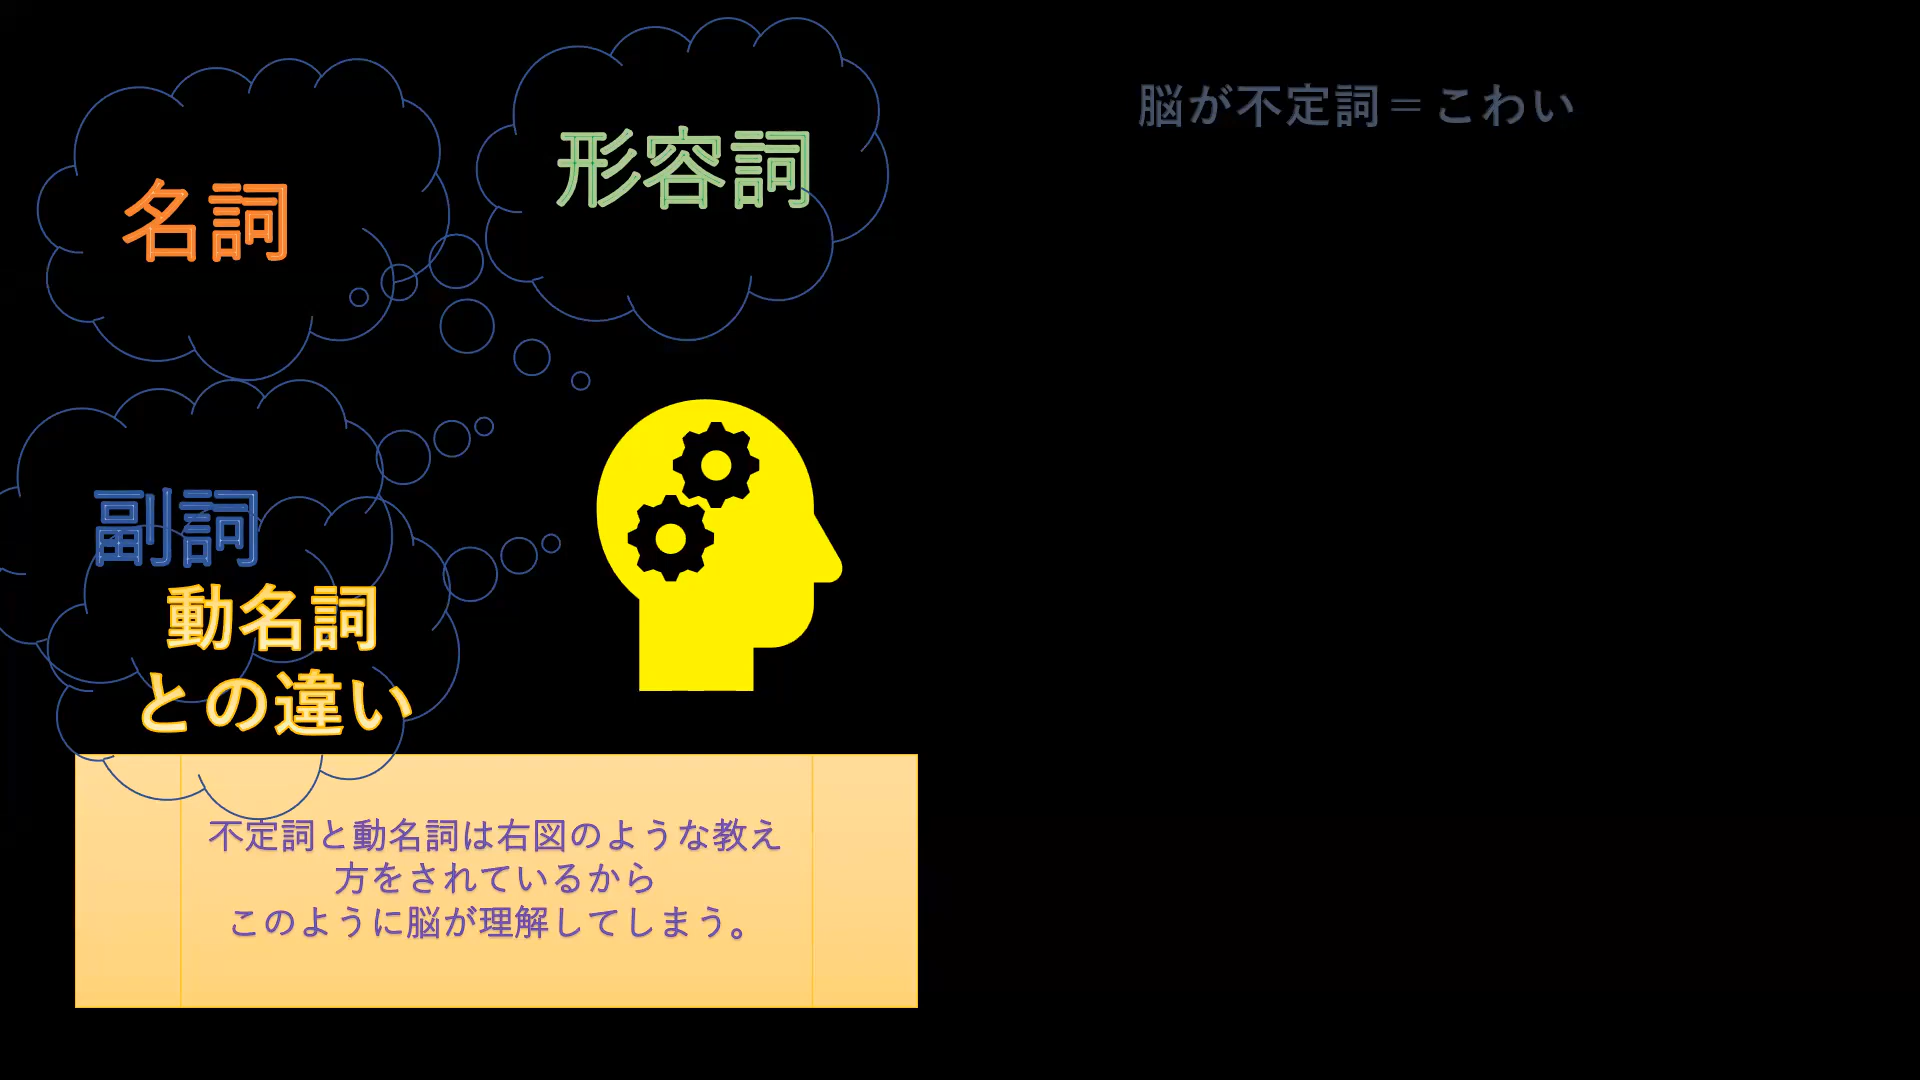 名詞
形容詞
脳が不定詞＝こわい
副詞
動名詞
との違い
不定詞と動名詞は右図のような教え
方をされているから
このように脳が理解してしまう。